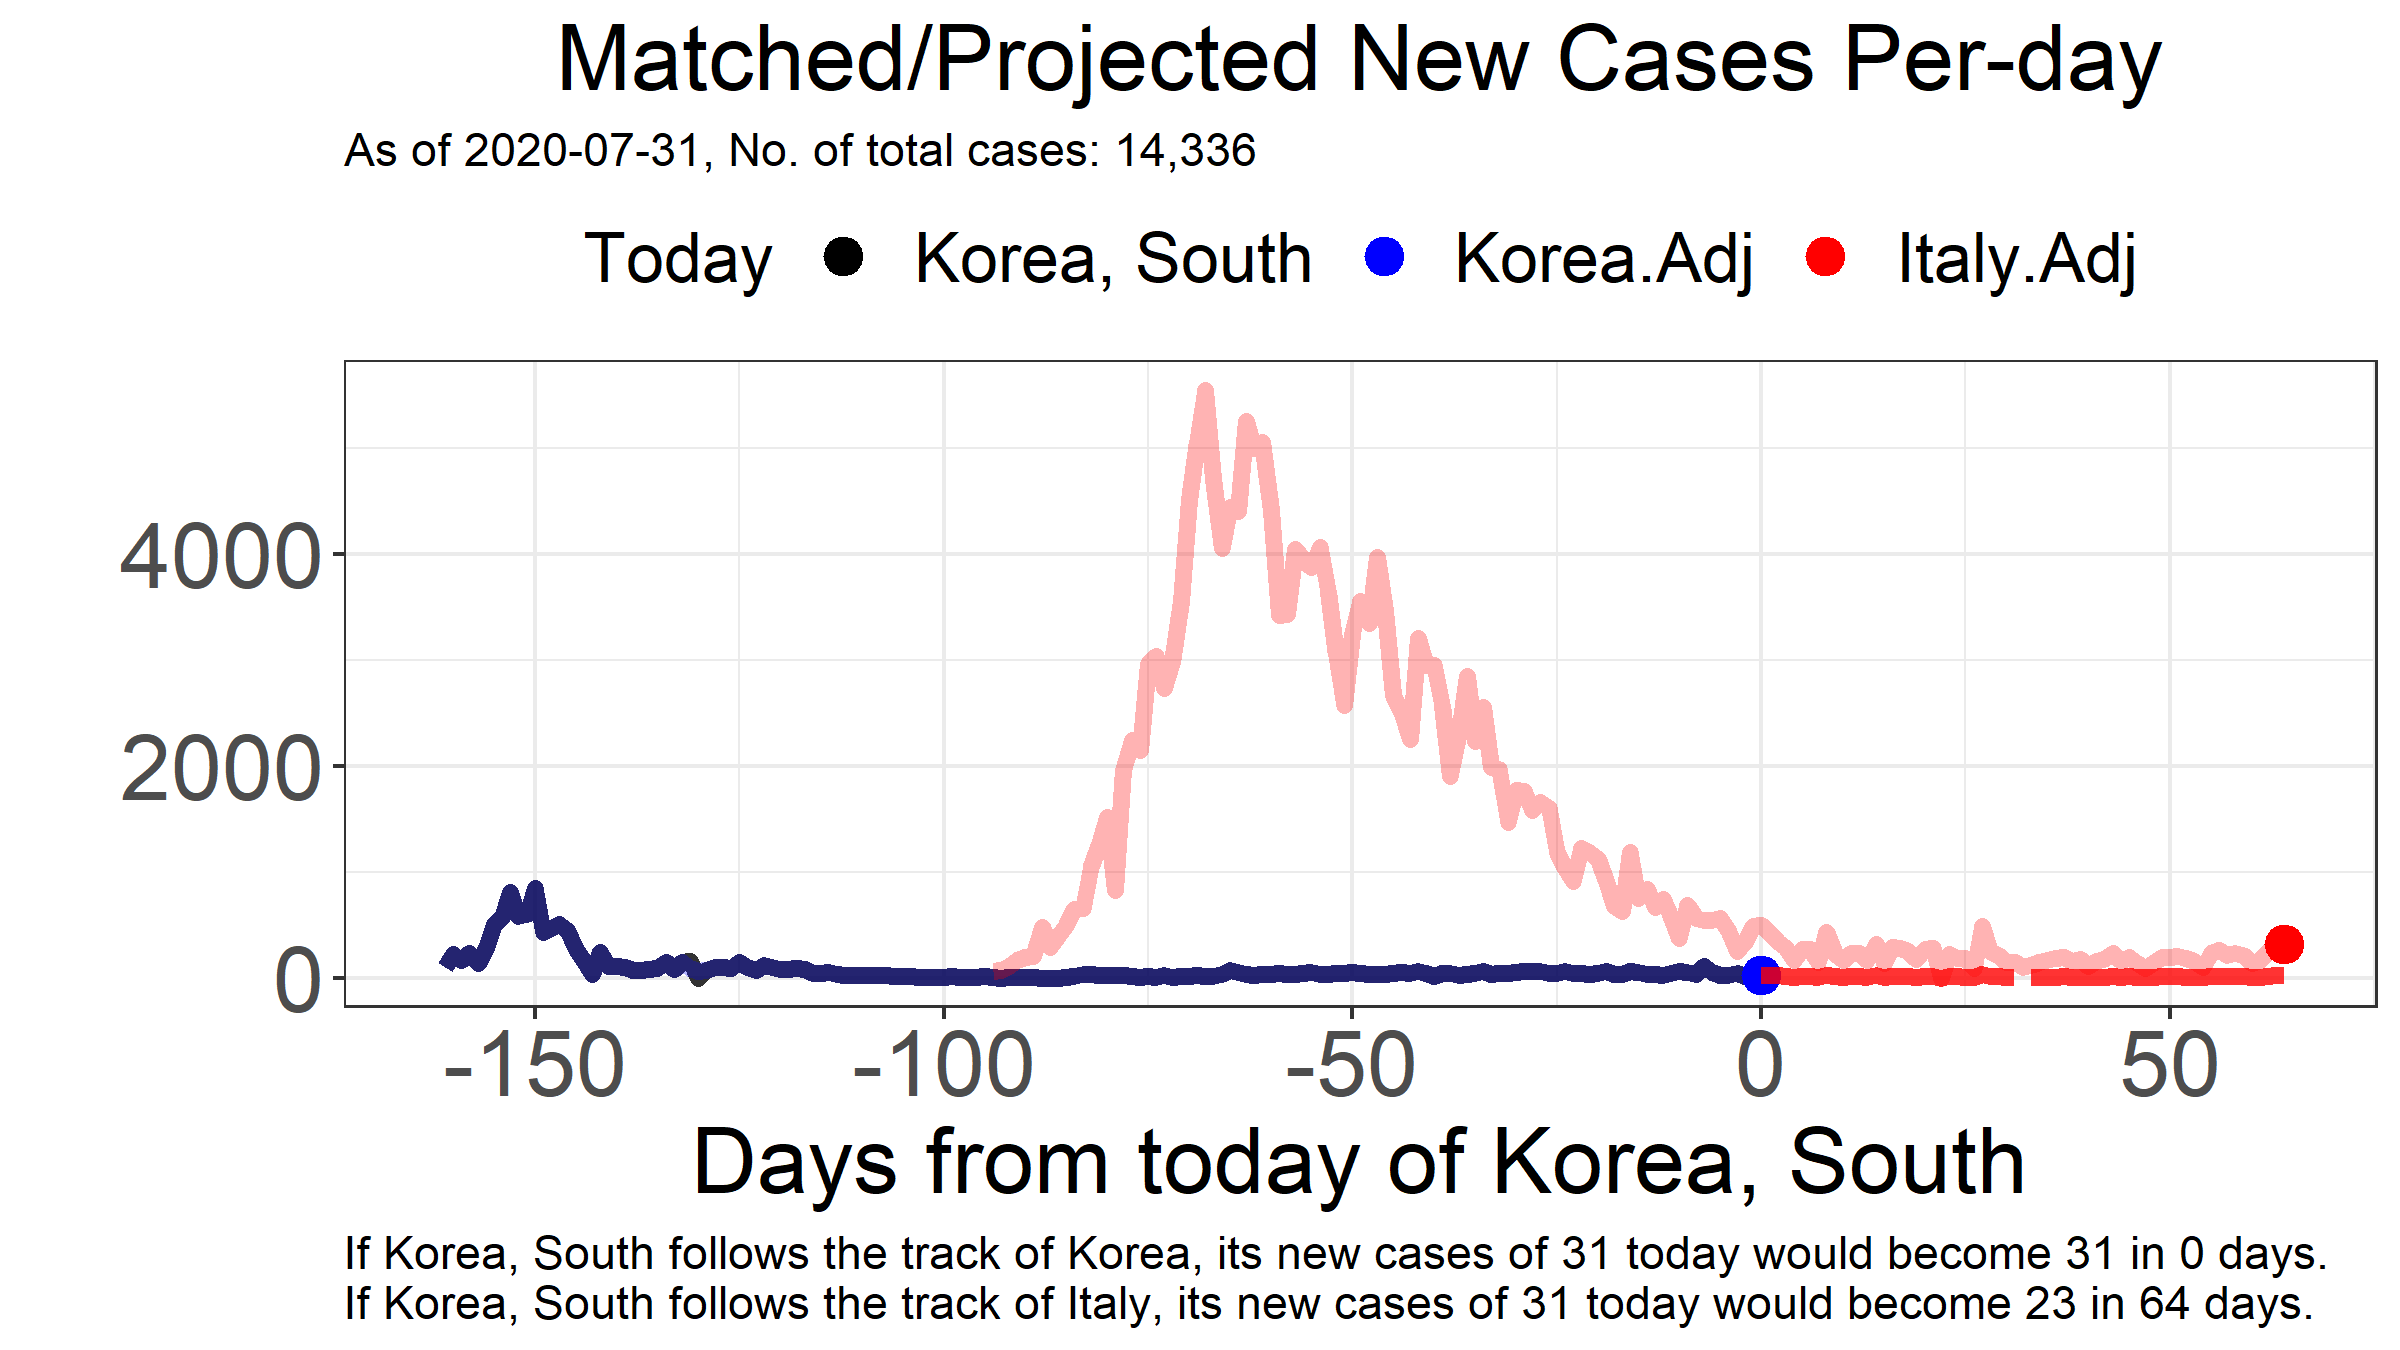 Matched/Projected New Cases Per-day
As of 2020-07-31, No. of total cases: 14,336
Today Korea, South Korea.Adj Italy.Adj
4000
2000
0
-150 -100 -50 0 50
Days from today of Korea, South
If Korea, South follows the track of Korea, its new cases of 31 today would become 31 in 0 days.
If Korea, South follows the track of Italy, its new cases of 31 today would become 23 in 64 days.